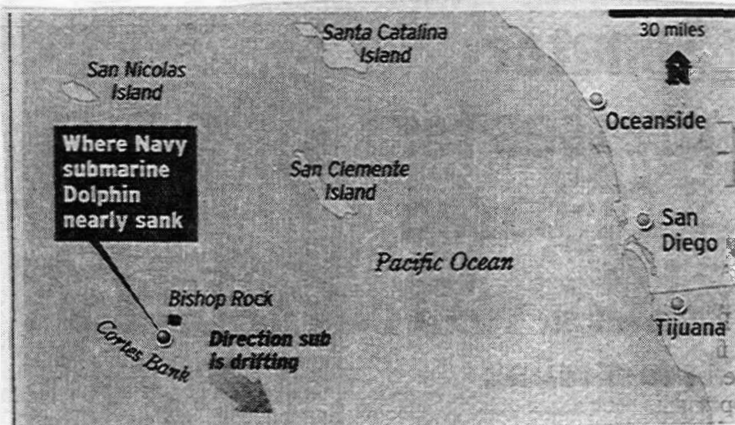 Santa Catalina
Island
30 miles
N
San Nicolas
Island
Oceanside
Where Navy
submarine
Dolphin
nearly sank
San Clemente
Island
San
Diego
Pacific Ocean
Bishop Rock
Tijuana
Cortes Bank
Direction sub
is drifting